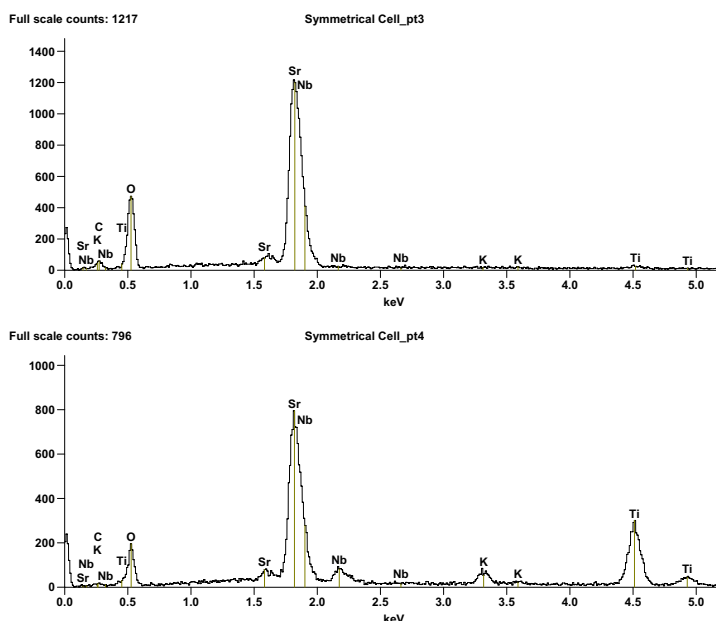 Full scale counts: 1217 Symmetrical Cell_pt3
1400
1200
1000
800
600
400
200
0
Sr
Nb
C
K
Nb
Ti
O
Sr
Sr
Nb
Nb
Nb
K
K
Ti
Ti
0.0 0.5 1.0 1.5 2.0 2.5 3.0 3.5 4.0 4.5 5.0
keV
Full scale counts: 796 Symmetrical Cell_pt4
1000
800
600
400
200
0
C
K
Nb
Sr
Nb
Ti
O
Sr
Sr
Nb
Nb
Nb
K
K
Ti
Ti
0.0 0.5 1.0 1.5 2.0 2.5 3.0 3.5 4.0 4.5 5.0
keV